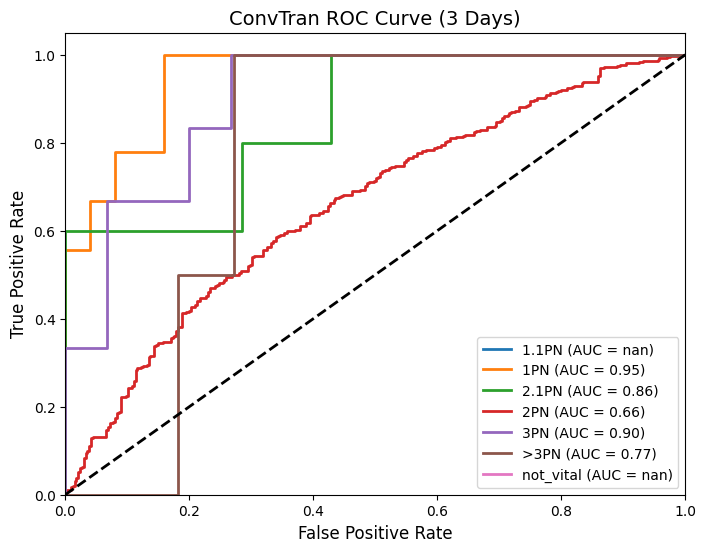 ConvTran ROC Curve (3 Days)
True Positive Rate
1.0
0.8
0.6
0.4
0.2
0.0
0.0 0.2 0.4 0.6 0.8 1.0
False Positive Rate
1.1PN (AUC = nan)
1PN (AUC = 0.95)
2.1PN (AUC = 0.86)
2PN (AUC = 0.66)
3PN (AUC = 0.90)
>3PN (AUC = 0.77)
not_vital (AUC = nan)